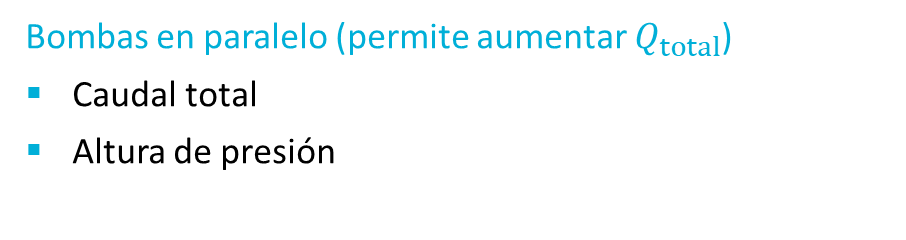 Bombas en paralelo (permite aumentar Q_total)
▪ Caudal total
▪ Altura de presión